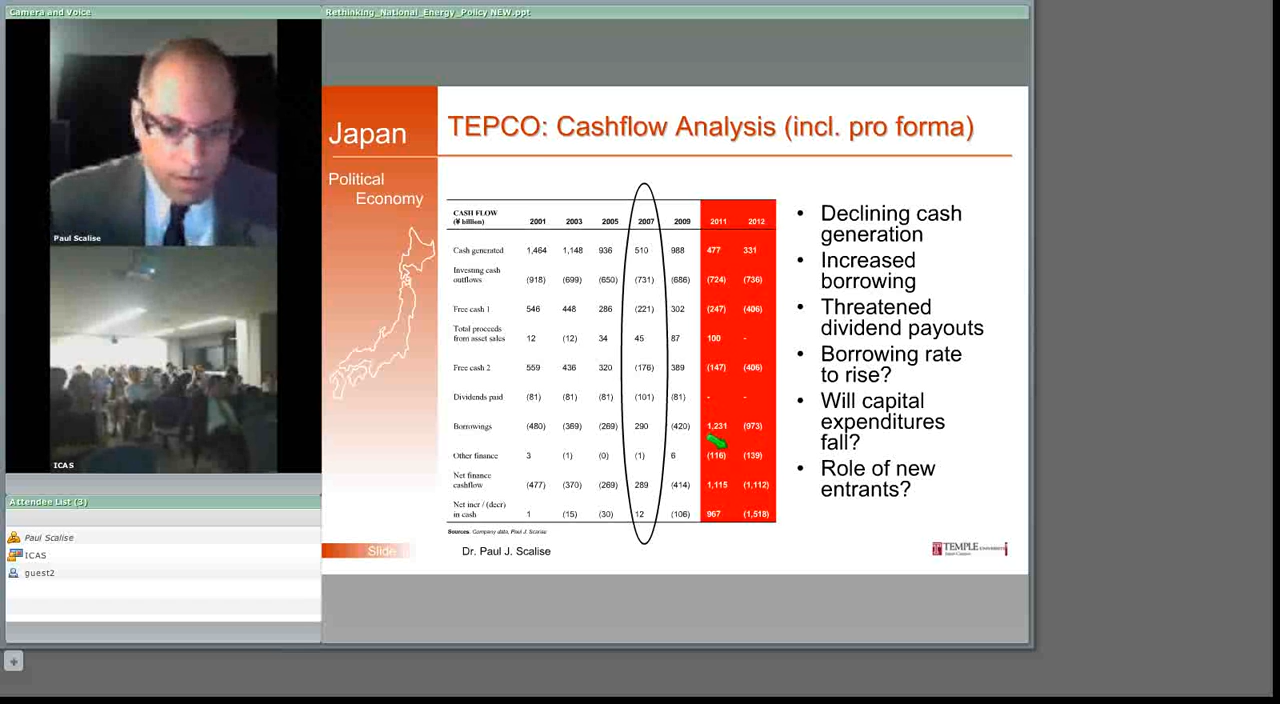 Camera and Voice
Paul Scalise
ICAS
Attendee List (3)
Paul Scalise
ICAS
guest2
Rethinking_National_Energy_Policy NEW.ppt
Japan
Political
Economy
TEPCO: Cashflow Analysis (incl. pro forma)
CASH FLOW
(¥ billion) 2001 2003 2005 2007 2009 2011 2012
Cash generated 1,464 1,148 936 510 988 477 331
Investing cash
outflows (918) (699) (650) (731) (686) (724) (736)
Free cash 1 546 448 286 (221) 302 (247) (406)
Total proceeds
from asset sales 12 (12) 34 45 87 100 -
Free cash 2 559 436 320 (176) 389 (147) (406)
Dividends paid (81) (81) (81) (101) (81) - -
Borrowings (480) (369) (269) 290 (420) 1,231 (973)
Other finance 3 (1) (0) (1) 6 (116) (139)
Net finance
cashflow (477) (370) (269) 289 (414) 1,115 (1,112)
Net incr / (decr)
in cash 1 (15) (30) 12 (106) 967 (1,518)
Sources. Company data, Paul J. Scalise
• Declining cash
generation
• Increased
borrowing
• Threatened
dividend payouts
• Borrowing rate
to rise?
• Will capital
expenditures
fall?
• Role of new
entrants?
Slide
Dr. Paul J. Scalise
TEMPLE UNIVERSITY